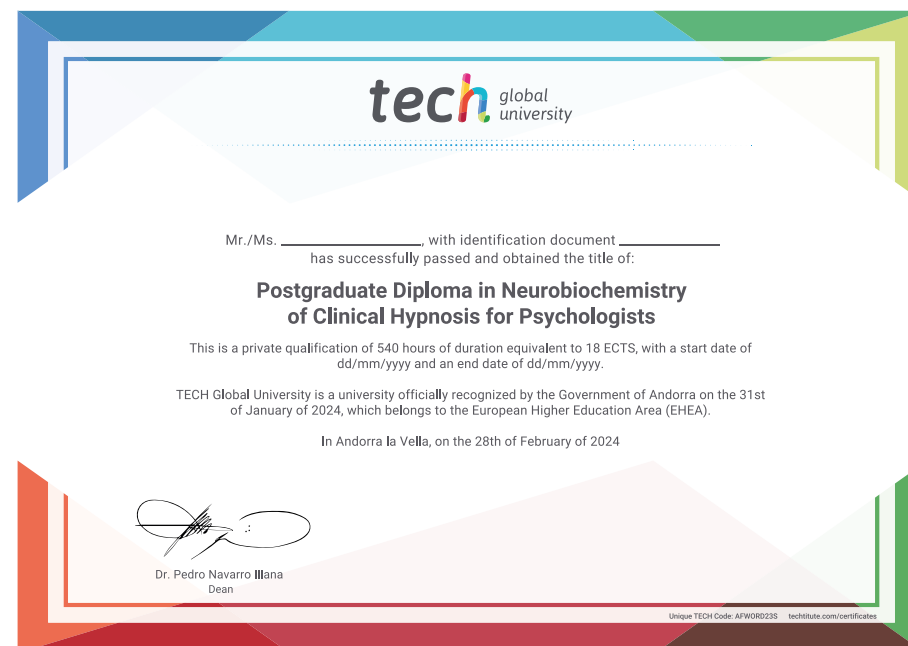 tech global university
Mr./Ms. ____________________, with identification document ______________
has successfully passed and obtained the title of:
Postgraduate Diploma in Neurobiochemistry
of Clinical Hypnosis for Psychologists
This is a private qualification of 540 hours of duration equivalent to 18 ECTS, with a start date of
dd/mm/yyyy and an end date of dd/mm/yyyy.
TECH Global University is a university officially recognized by the Government of Andorra on the 31st
of January of 2024, which belongs to the European Higher Education Area (EHEA).
In Andorra la Vella, on the 28th of February of 2024
Dr. Pedro Navarro Illana
Dean
Unique TECH Code: AFWORD23S techtitute.com/certificates